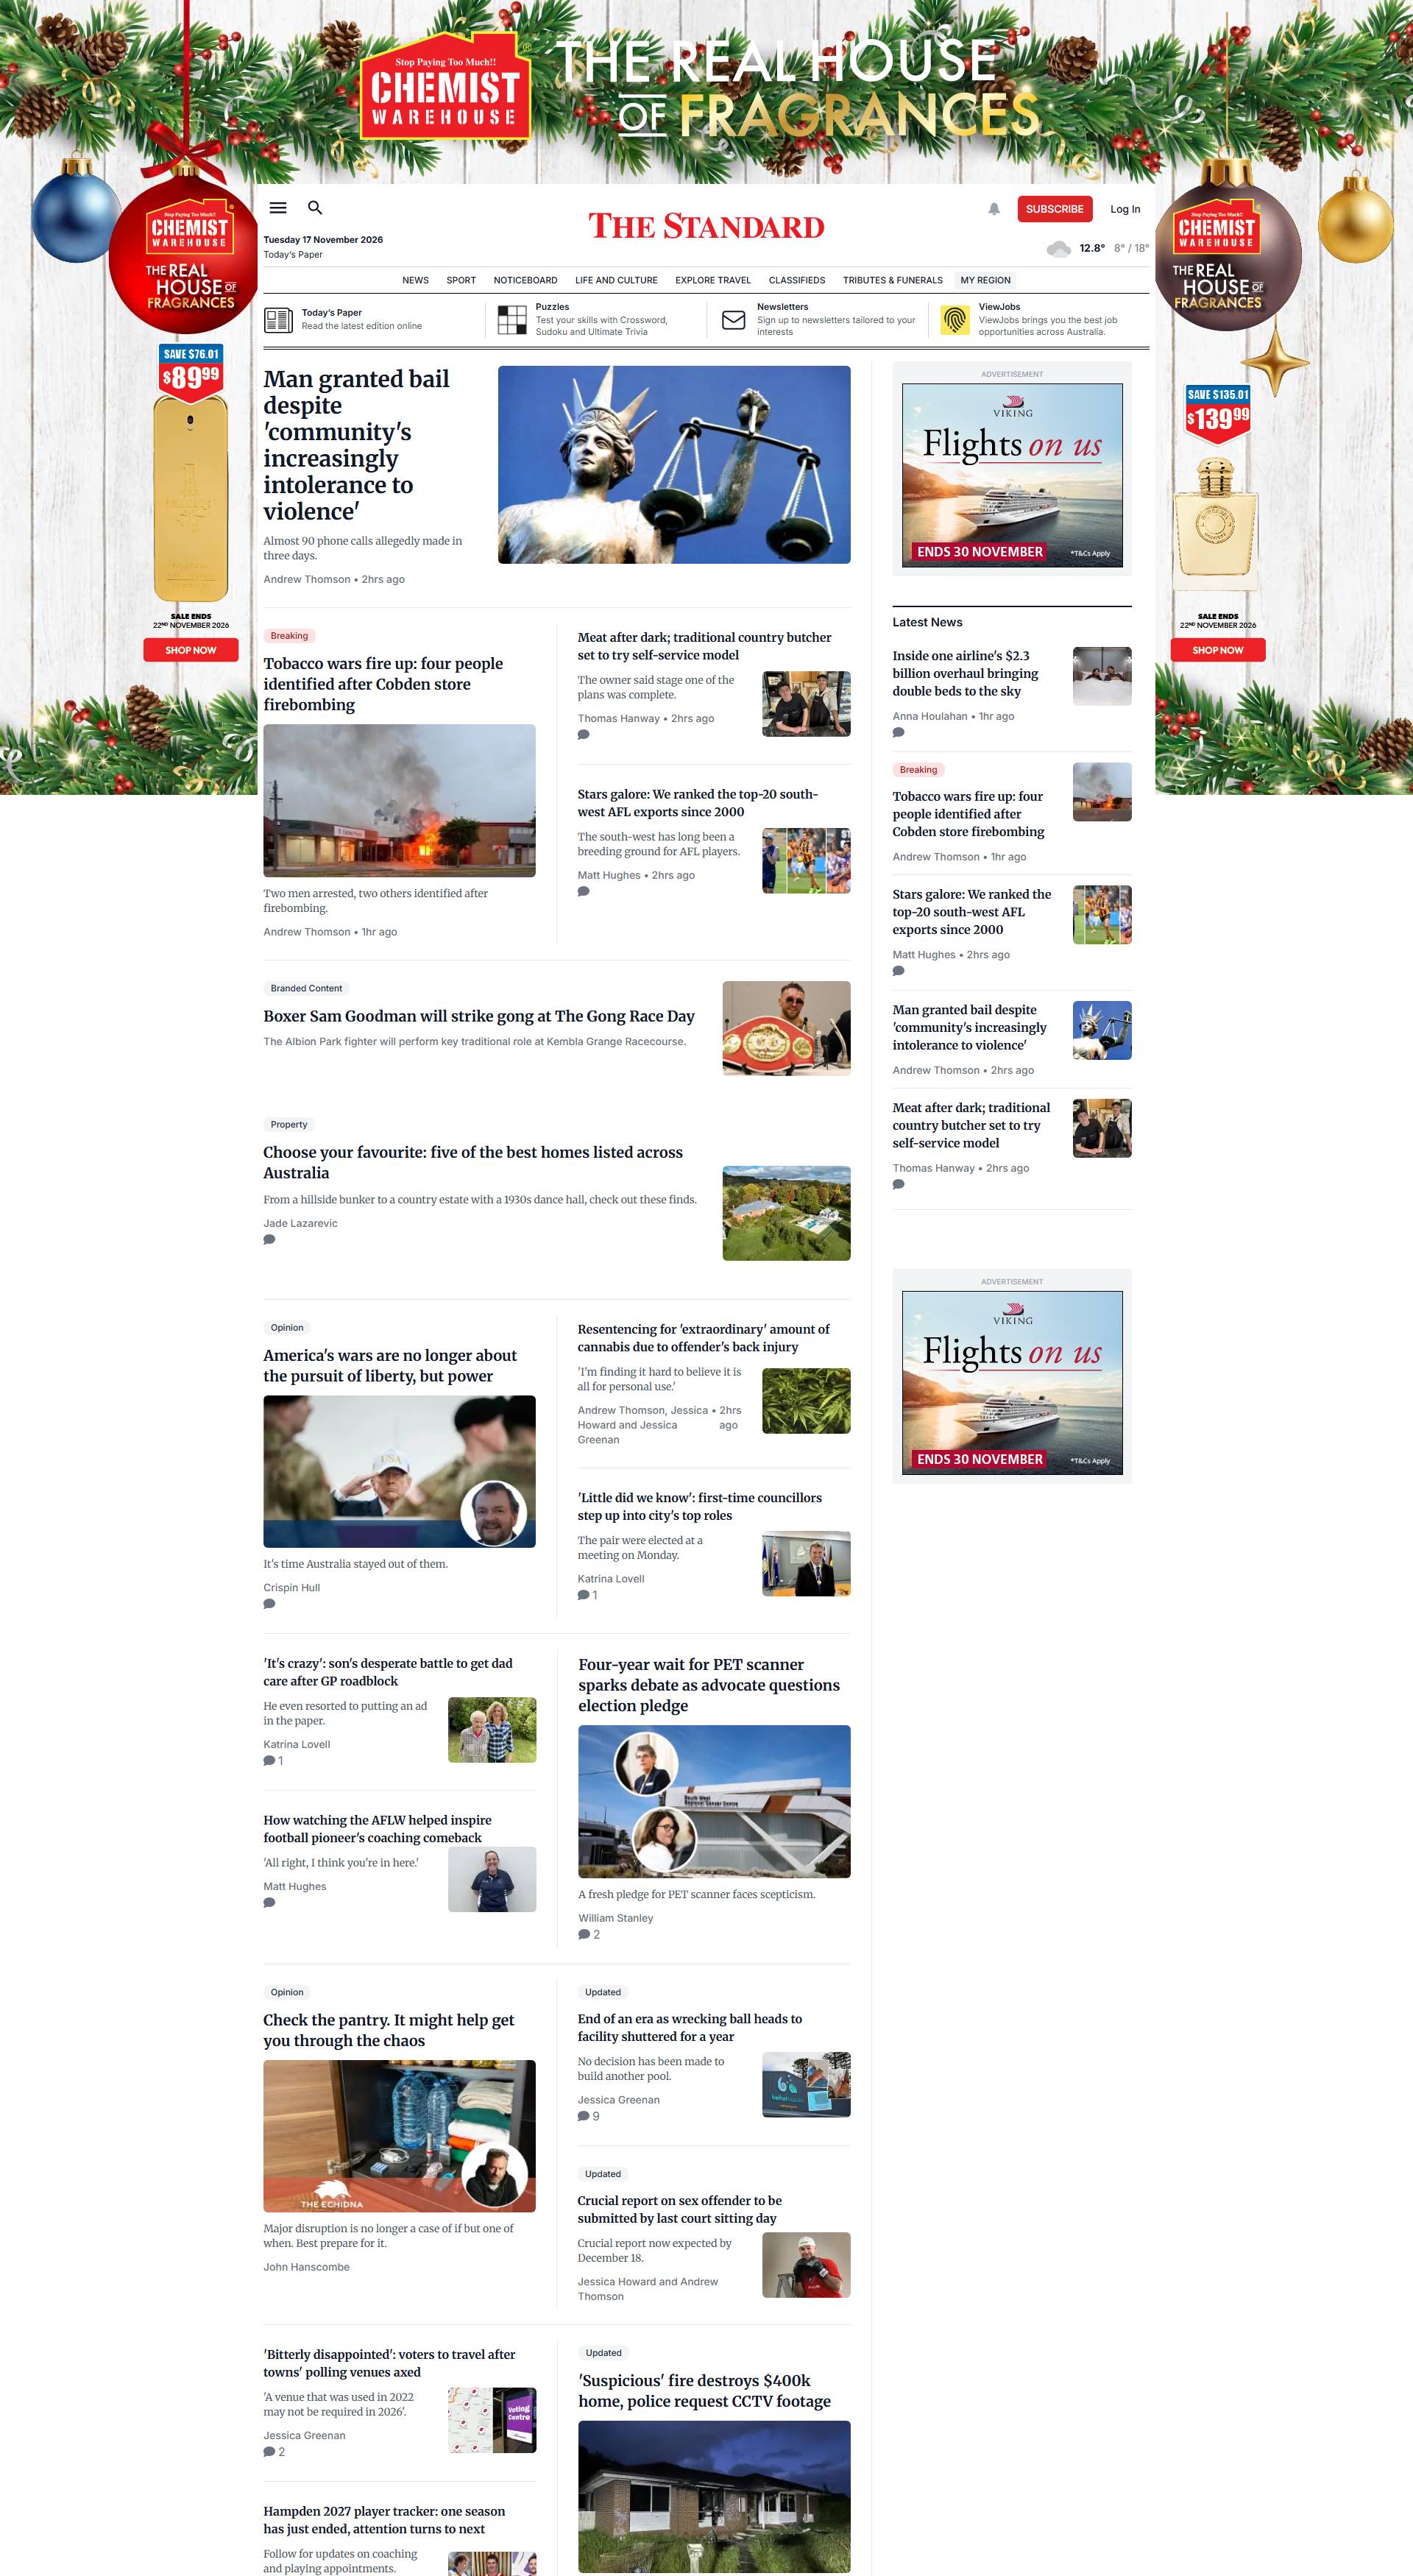 Stop Paying Too Much!!
CHEMIST
WAREHOUSE
®
THE REAL HOUSE
OF FRAGRANCES
Stop Paying Too Much!!
CHEMIST
WAREHOUSE
THE REAL
HOUSE OF
FRAGRANCES
SAVE $76.01
$89.99
SALE ENDS
22ND NOVEMBER 2026
SHOP NOW
Stop Paying Too Much!!
CHEMIST
WAREHOUSE
THE REAL
HOUSE OF
FRAGRANCES
SAVE $135.01
$139.99
SALE ENDS
22ND NOVEMBER 2026
SHOP NOW
THE STANDARD
SUBSCRIBE
Log In
Tuesday 17 November 2026
Today's Paper
12.8° 8° / 18°
NEWS SPORT NOTICEBOARD LIFE AND CULTURE EXPLORE TRAVEL CLASSIFIEDS TRIBUTES & FUNERALS MY REGION
Today's Paper
Read the latest edition online
Puzzles
Test your skills with Crossword,
Sudoku and Ultimate Trivia
Newsletters
Sign up to newsletters tailored to your
interests
ViewJobs
ViewJobs brings you the best job
opportunities across Australia.
Man granted bail
despite
'community's
increasingly
intolerance to
violence'
Almost 90 phone calls allegedly made in
three days.
Andrew Thomson • 2hrs ago
Breaking
Tobacco wars fire up: four people
identified after Cobden store
firebombing
Two men arrested, two others identified after
firebombing.
Andrew Thomson • 1hr ago
Meat after dark; traditional country butcher
set to try self-service model
The owner said stage one of the
plans was complete.
Thomas Hanway • 2hrs ago
Stars galore: We ranked the top-20 south-
west AFL exports since 2000
The south-west has long been a
breeding ground for AFL players.
Matt Hughes • 2hrs ago
Branded Content
Boxer Sam Goodman will strike gong at The Gong Race Day
The Albion Park fighter will perform key traditional role at Kembla Grange Racecourse.
Property
Choose your favourite: five of the best homes listed across
Australia
From a hillside bunker to a country estate with a 1930s dance hall, check out these finds.
Jade Lazarevic
Opinion
America's wars are no longer about
the pursuit of liberty, but power
USA
It's time Australia stayed out of them.
Crispin Hull
Resentencing for 'extraordinary' amount of
cannabis due to offender's back injury
'I'm finding it hard to believe it is
all for personal use.'
Andrew Thomson, Jessica • 2hrs
Howard and Jessica ago
Greenan
'Little did we know': first-time councillors
step up into city's top roles
The pair were elected at a
meeting on Monday.
Katrina Lovell
1
'It's crazy': son's desperate battle to get dad
care after GP roadblock
He even resorted to putting an ad
in the paper.
Katrina Lovell
1
How watching the AFLW helped inspire
football pioneer's coaching comeback
'All right, I think you're in here.'
Matt Hughes
Four-year wait for PET scanner
sparks debate as advocate questions
election pledge
South West
Regional Cancer Centre
A fresh pledge for PET scanner faces scepticism.
William Stanley
2
Opinion
Check the pantry. It might help get
you through the chaos
THE ECHIDNA
Major disruption is no longer a case of if but one of
when. Best prepare for it.
John Hanscombe
Updated
End of an era as wrecking ball heads to
facility shuttered for a year
No decision has been made to
build another pool.
Jessica Greenan
9
Updated
Crucial report on sex offender to be
submitted by last court sitting day
Crucial report now expected by
December 18.
Jessica Howard and Andrew
Thomson
'Bitterly disappointed': voters to travel after
towns' polling venues axed
'A venue that was used in 2022
may not be required in 2026'.
Voting
Centre
Jessica Greenan
2
Hampden 2027 player tracker: one season
has just ended, attention turns to next
Follow for updates on coaching
and playing appointments.
Updated
'Suspicious' fire destroys $400k
home, police request CCTV footage
ADVERTISEMENT
VIKING
Flights on us
ENDS 30 NOVEMBER
*T&Cs Apply
Latest News
Inside one airline's $2.3
billion overhaul bringing
double beds to the sky
Anna Houlahan • 1hr ago
Breaking
Tobacco wars fire up: four
people identified after
Cobden store firebombing
Andrew Thomson • 1hr ago
Stars galore: We ranked the
top-20 south-west AFL
exports since 2000
Matt Hughes • 2hrs ago
Man granted bail despite
'community's increasingly
intolerance to violence'
Andrew Thomson • 2hrs ago
Meat after dark; traditional
country butcher set to try
self-service model
Thomas Hanway • 2hrs ago
ADVERTISEMENT
VIKING
Flights on us
ENDS 30 NOVEMBER
*T&Cs Apply